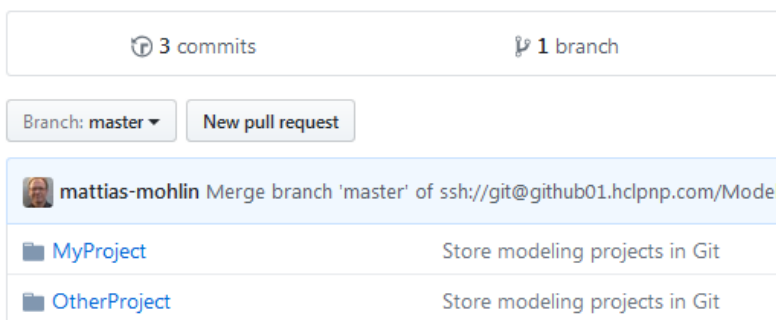 3 commits 1 branch
Branch: master New pull request
mattias-mohlin Merge branch 'master' of ssh://git@github01.hclpnp.com/Mode
MyProject Store modeling projects in Git
OtherProject Store modeling projects in Git